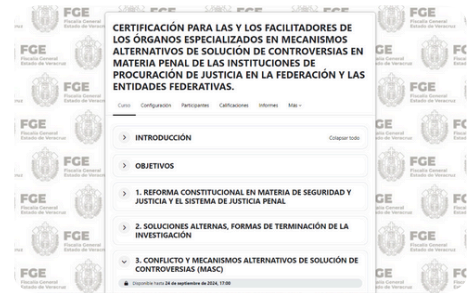 CERTIFICACIÓN PARA LAS Y LOS FACILITADORES DE
LOS ÓRGANOS ESPECIALIZADOS EN MECANISMOS
ALTERNATIVOS DE SOLUCIÓN DE CONTROVERSIAS EN
MATERIA PENAL DE LAS INSTITUCIONES DE
PROCURACIÓN DE JUSTICIA EN LA FEDERACIÓN Y LAS
ENTIDADES FEDERATIVAS.
Curso Configuración Participantes Calificaciones Informes Más
INTRODUCCIÓN Colapsar todo
OBJETIVOS
1. REFORMA CONSTITUCIONAL EN MATERIA DE SEGURIDAD Y
JUSTICIA Y EL SISTEMA DE JUSTICIA PENAL
2. SOLUCIONES ALTERNAS, FORMAS DE TERMINACIÓN DE LA
INVESTIGACIÓN
3. CONFLICTO Y MECANISMOS ALTERNATIVOS DE SOLUCIÓN DE
CONTROVERSIAS (MASC)
Disponible hasta 24 de septiembre de 2024, 17:00
FGE
Fiscalía General
Estado de Veracruz